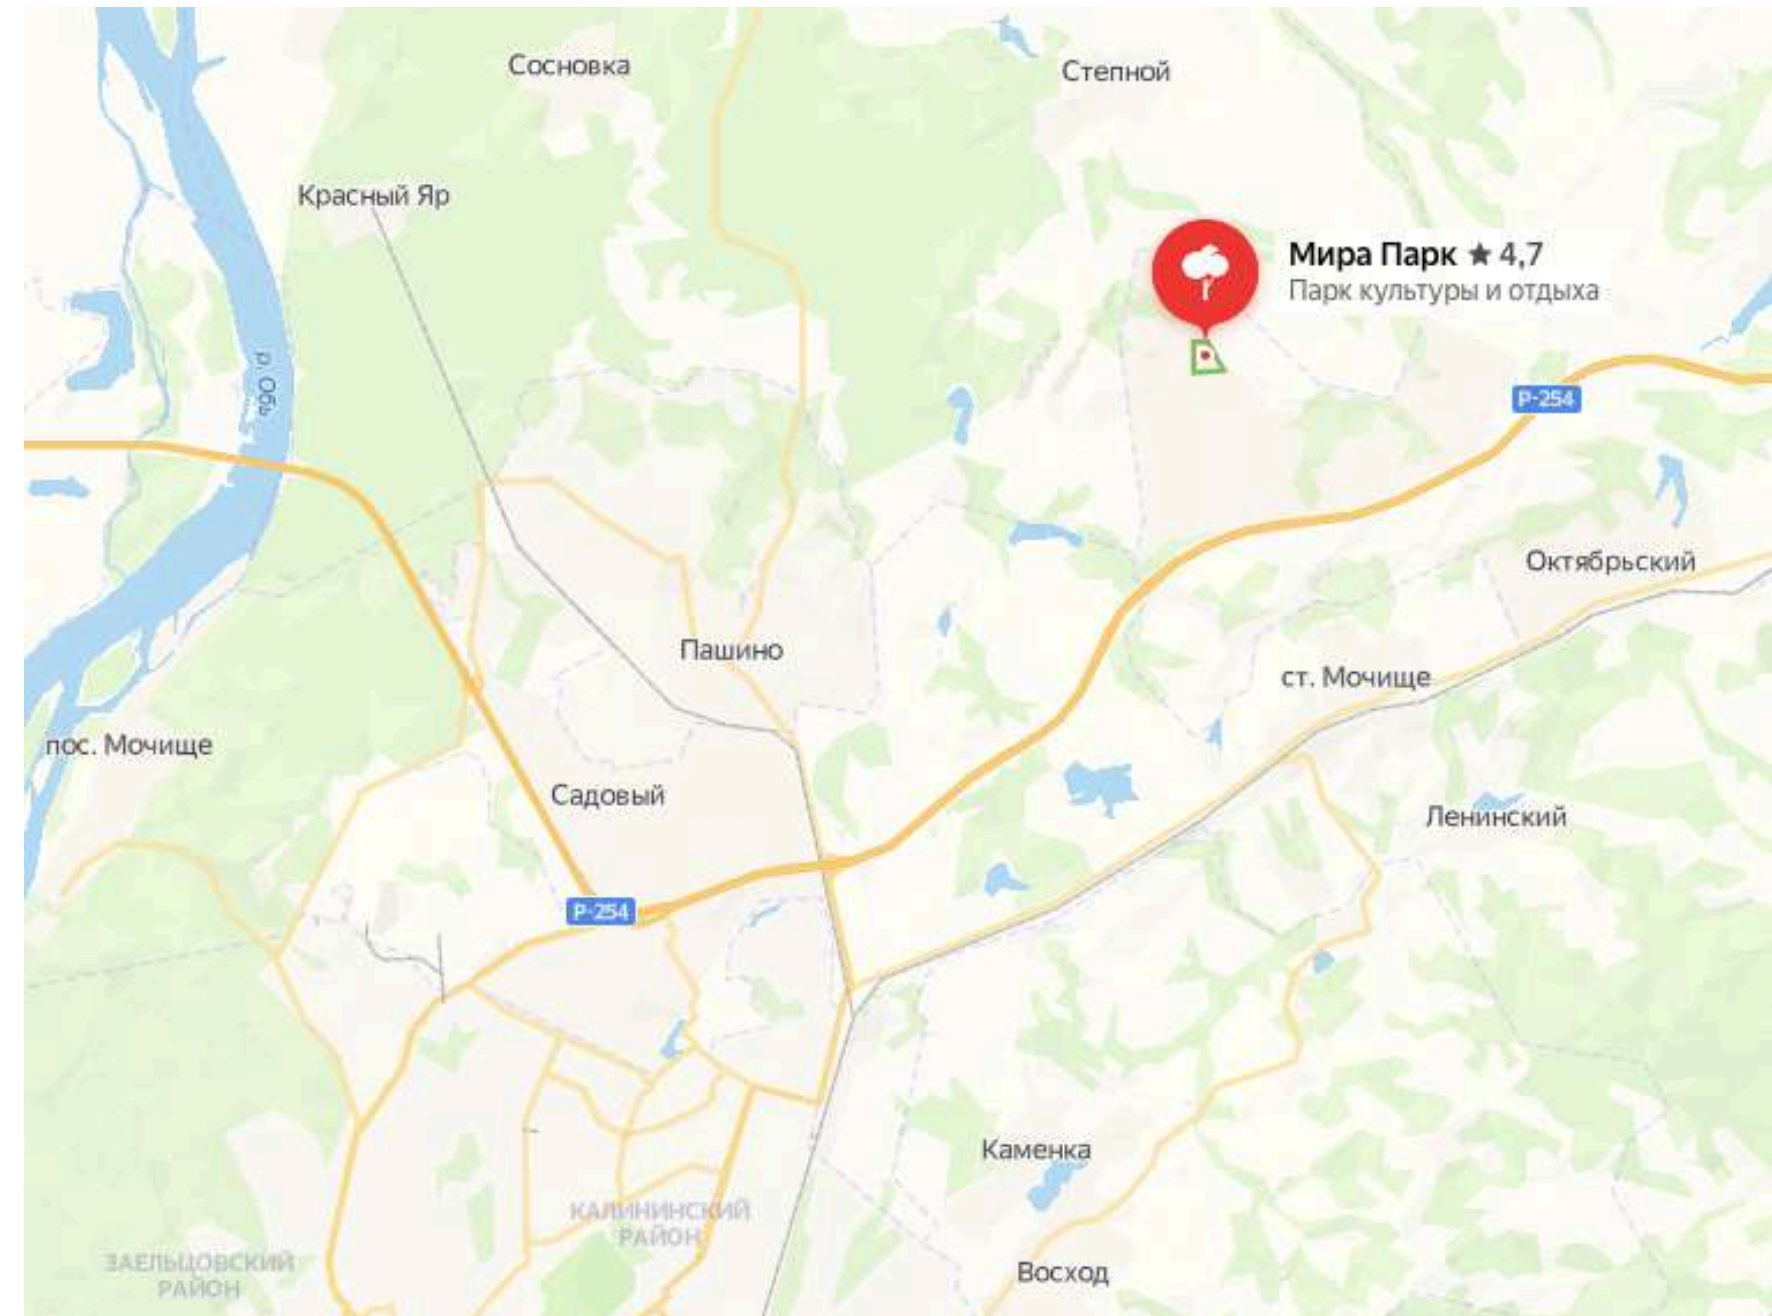 Сосновка
Степной
Красный Яр
Мира Парк ★ 4,7
Парк культуры и отдыха
р. Обь
Р-254
Октябрьский
Пашино
ст. Мочище
пос. Мочище
Садовый
Ленинский
Р-254
Каменка
КАЛИНИНСКИЙ
РАЙОН
ЗАЕЛЬЦОВСКИЙ
РАЙОН
Восход